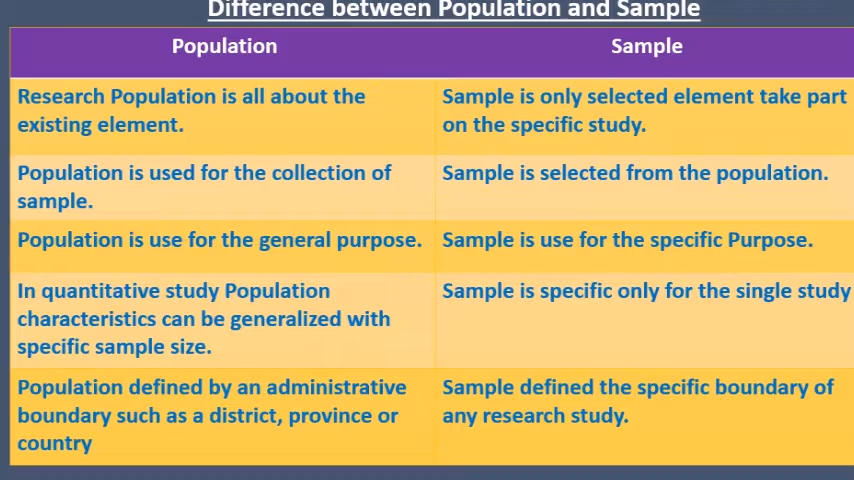 Difference between Population and Sample
Population
Sample
Research Population is all about the
existing element.
Sample is only selected element take part
on the specific study.
Population is used for the collection of
sample.
Sample is selected from the population.
Population is use for the general purpose.
Sample is use for the specific Purpose.
In quantitative study Population
characteristics can be generalized with
specific sample size.
Sample is specific only for the single study
Population defined by an administrative
boundary such as a district, province or
country
Sample defined the specific boundary of
any research study.